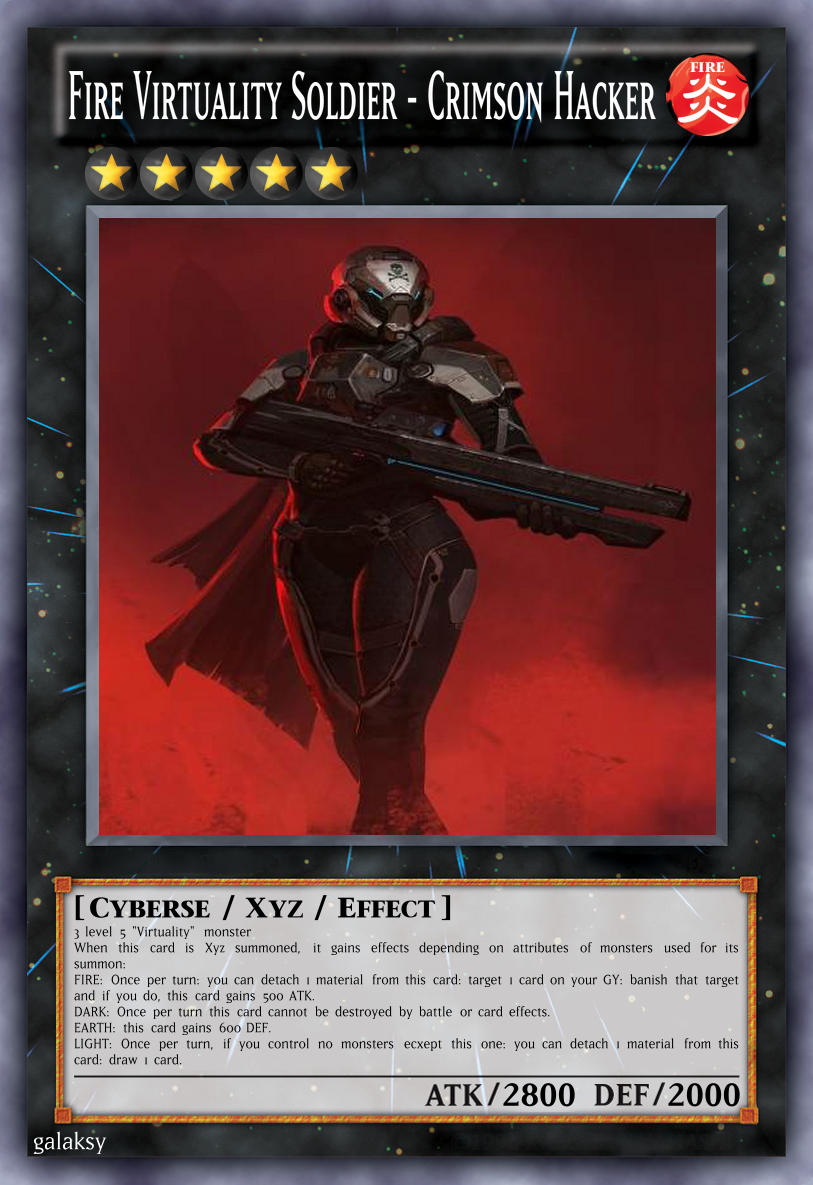 Fire Virtuality Soldier - Crimson Hacker
FIRE
炎
[ Cyberse / Xyz / Effect ]
3 level 5 "Virtuality" monster
When this card is Xyz summoned, it gains effects depending on attributes of monsters used for its
summon:
FIRE: Once per turn: you can detach 1 material from this card: target 1 card on your GY: banish that target
and if you do, this card gains 500 ATK.
DARK: Once per turn this card cannot be destroyed by battle or card effects.
EARTH: this card gains 600 DEF.
LIGHT: Once per turn, if you control no monsters ecxept this one: you can detach 1 material from this
card: draw 1 card.
ATK/2800 DEF/2000
galaksy